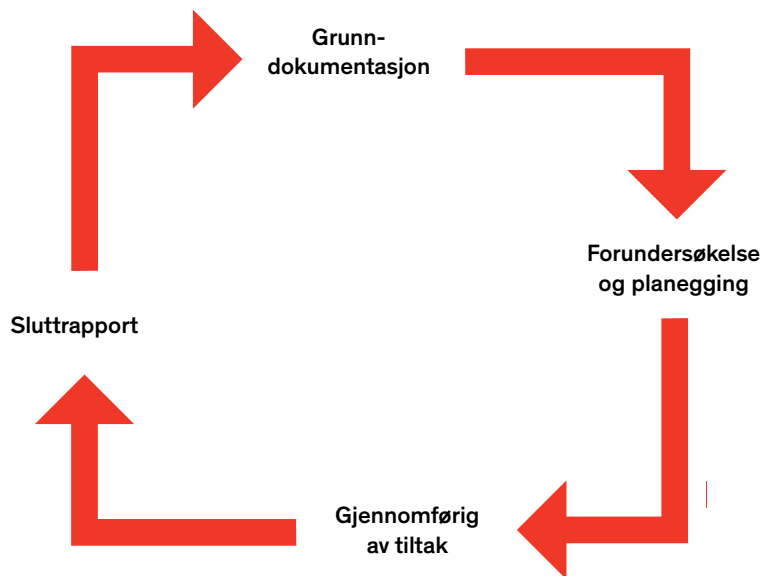 Grunn-
dokumentasjon
Forundersøkelse
og planegging
Sluttrapport
Gjennomførig
av tiltak